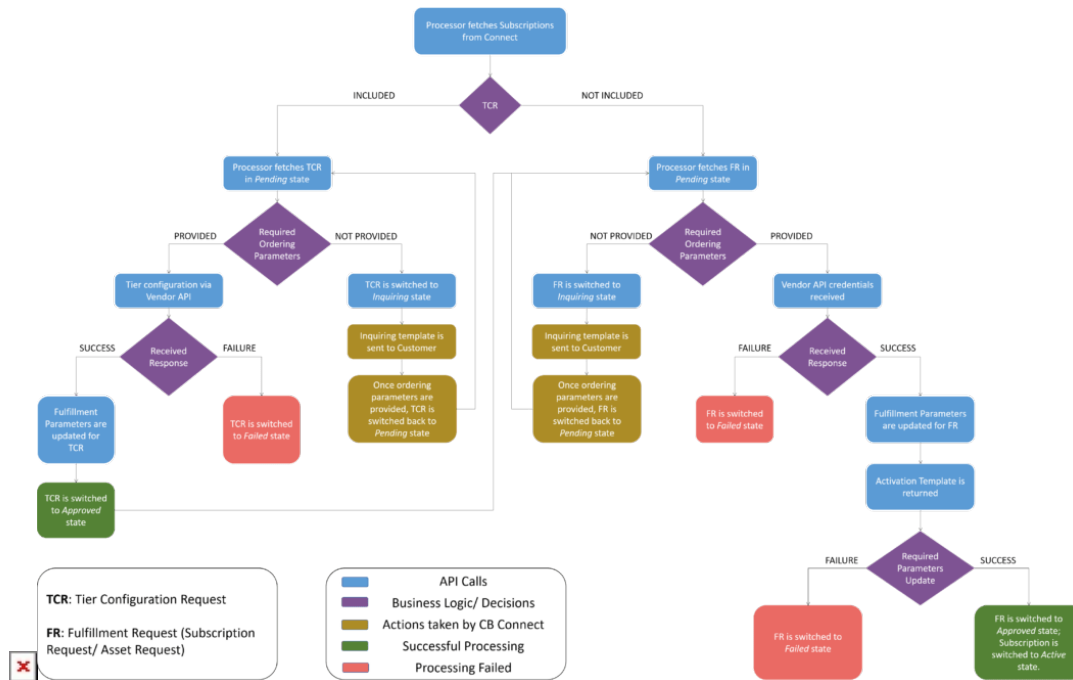 Processor fetches Subscriptions
from Connect
TCR
INCLUDED
NOT INCLUDED
Processor fetches TCR
in Pending state
Processor fetches FR in
Pending state
Required
Ordering
Parameters
PROVIDED
NOT PROVIDED
Required
Ordering
Parameters
NOT PROVIDED
PROVIDED
Tier configuration via
Vendor API
TCR is switched to
Inquiring state
FR is switched to
Inquiring state
Vendor API credentials
received
Received
Response
SUCCESS
FAILURE
Inquiring template is
sent to Customer
Inquiring template is
sent to Customer
Received
Response
FAILURE
SUCCESS
Fulfillment
Parameters are
updated for
TCR
TCR is switched
to Failed state
Once ordering
parameters are
provided, TCR is
switched back to
Pending state
Once ordering
parameters are
provided, FR is
switched back to
Pending state
FR is switched
to Failed state
Fulfillment Parameters
are updated for FR
TCR is switched
to Approved
state
Activation Template is
returned
Required
Parameters
Update
FAILURE
SUCCESS
FR is switched to
Failed state
FR is switched to
Approved state;
Subscription is
switched to Active
state.
TCR: Tier Configuration Request
FR: Fulfillment Request (Subscription
Request/ Asset Request)
API Calls
Business Logic/ Decisions
Actions taken by CB Connect
Successful Processing
Processing Failed